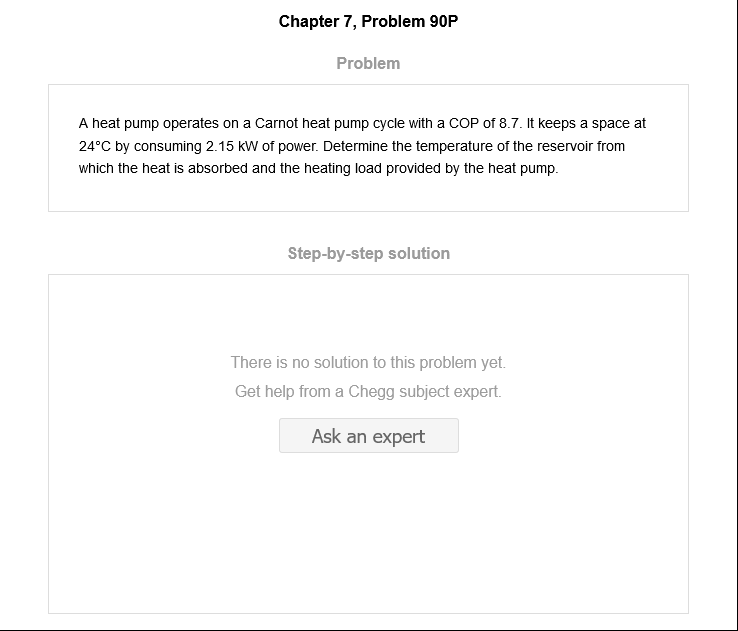 Chapter 7, Problem 90P
Problem
A heat pump operates on a Carnot heat pump cycle with a COP of 8.7. It keeps a space at
24°C by consuming 2.15 kW of power. Determine the temperature of the reservoir from
which the heat is absorbed and the heating load provided by the heat pump.
Step-by-step solution
There is no solution to this problem yet.
Get help from a Chegg subject expert.
Ask an expert